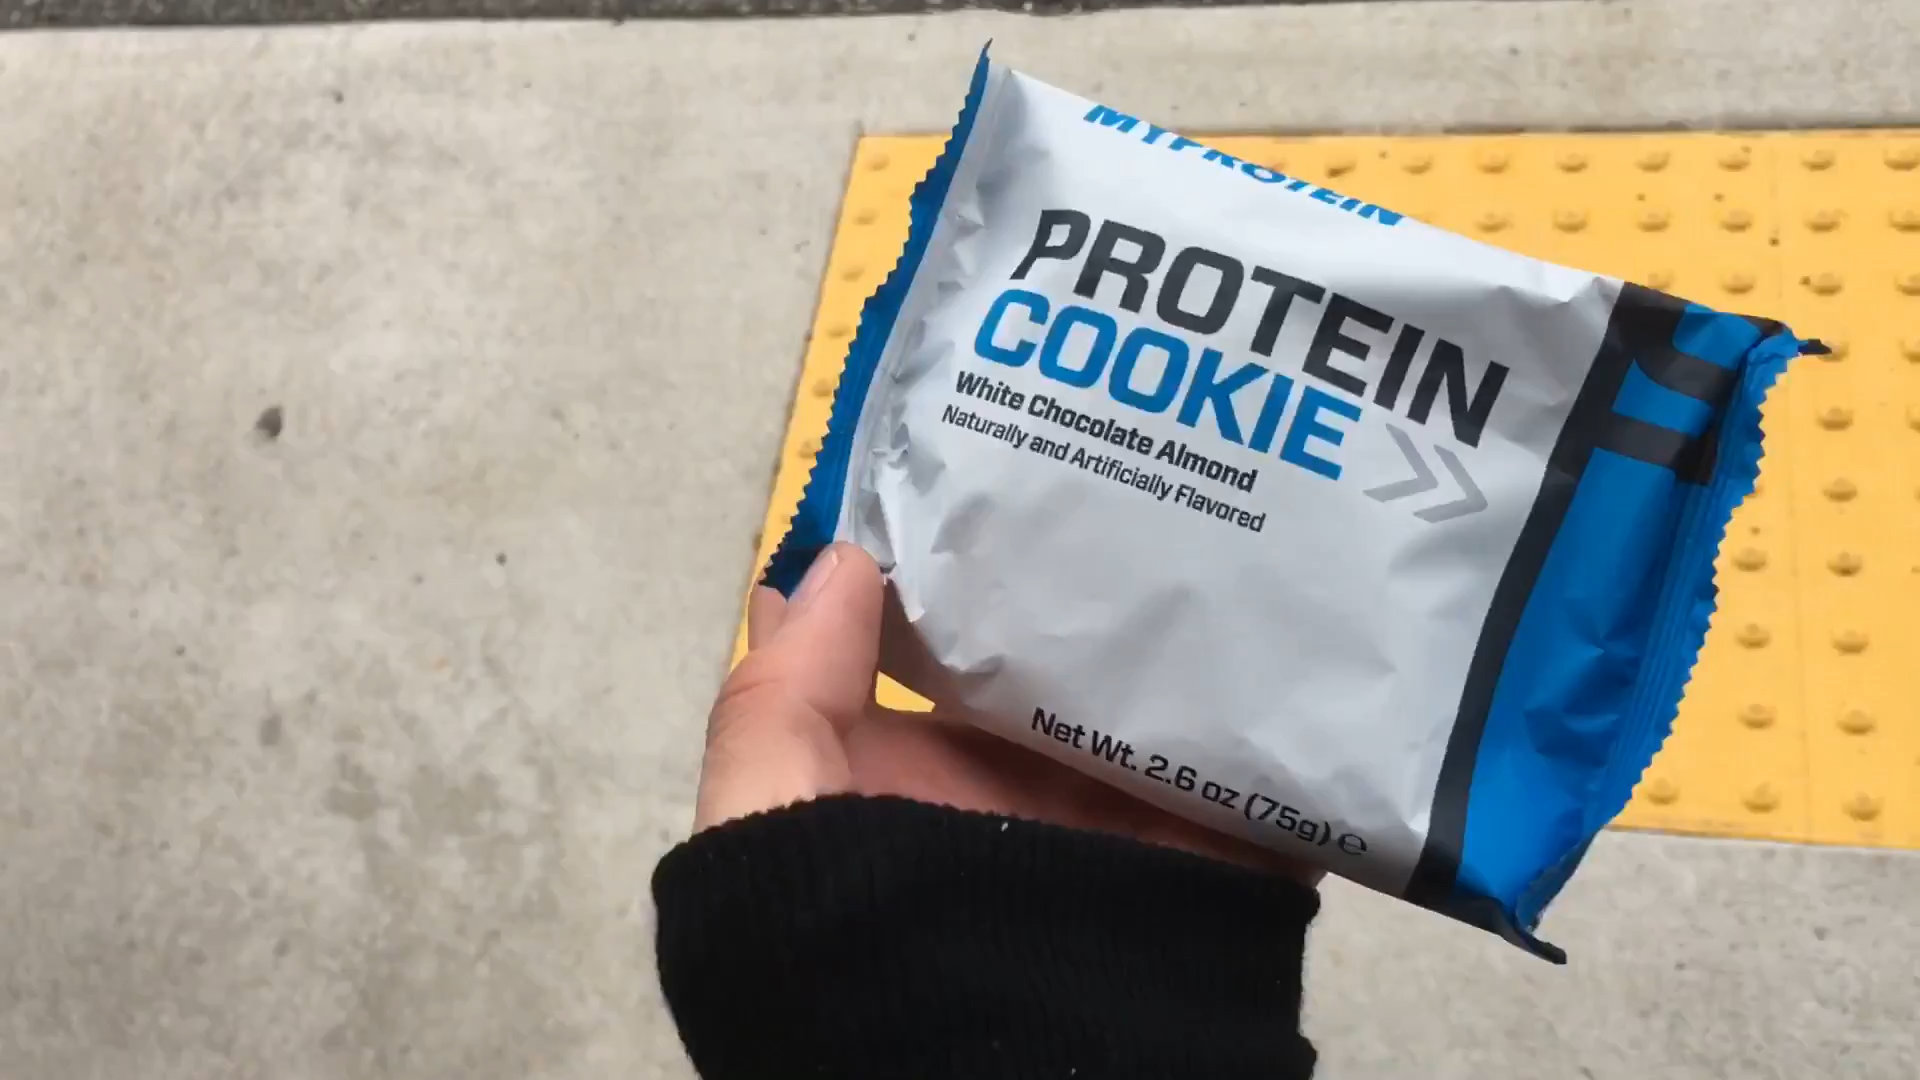 MYPROTEIN
PROTEIN
COOKIE
White Chocolate Almond
Naturally and Artificially Flavored
Net Wt. 2.6 oz (75g) ℮